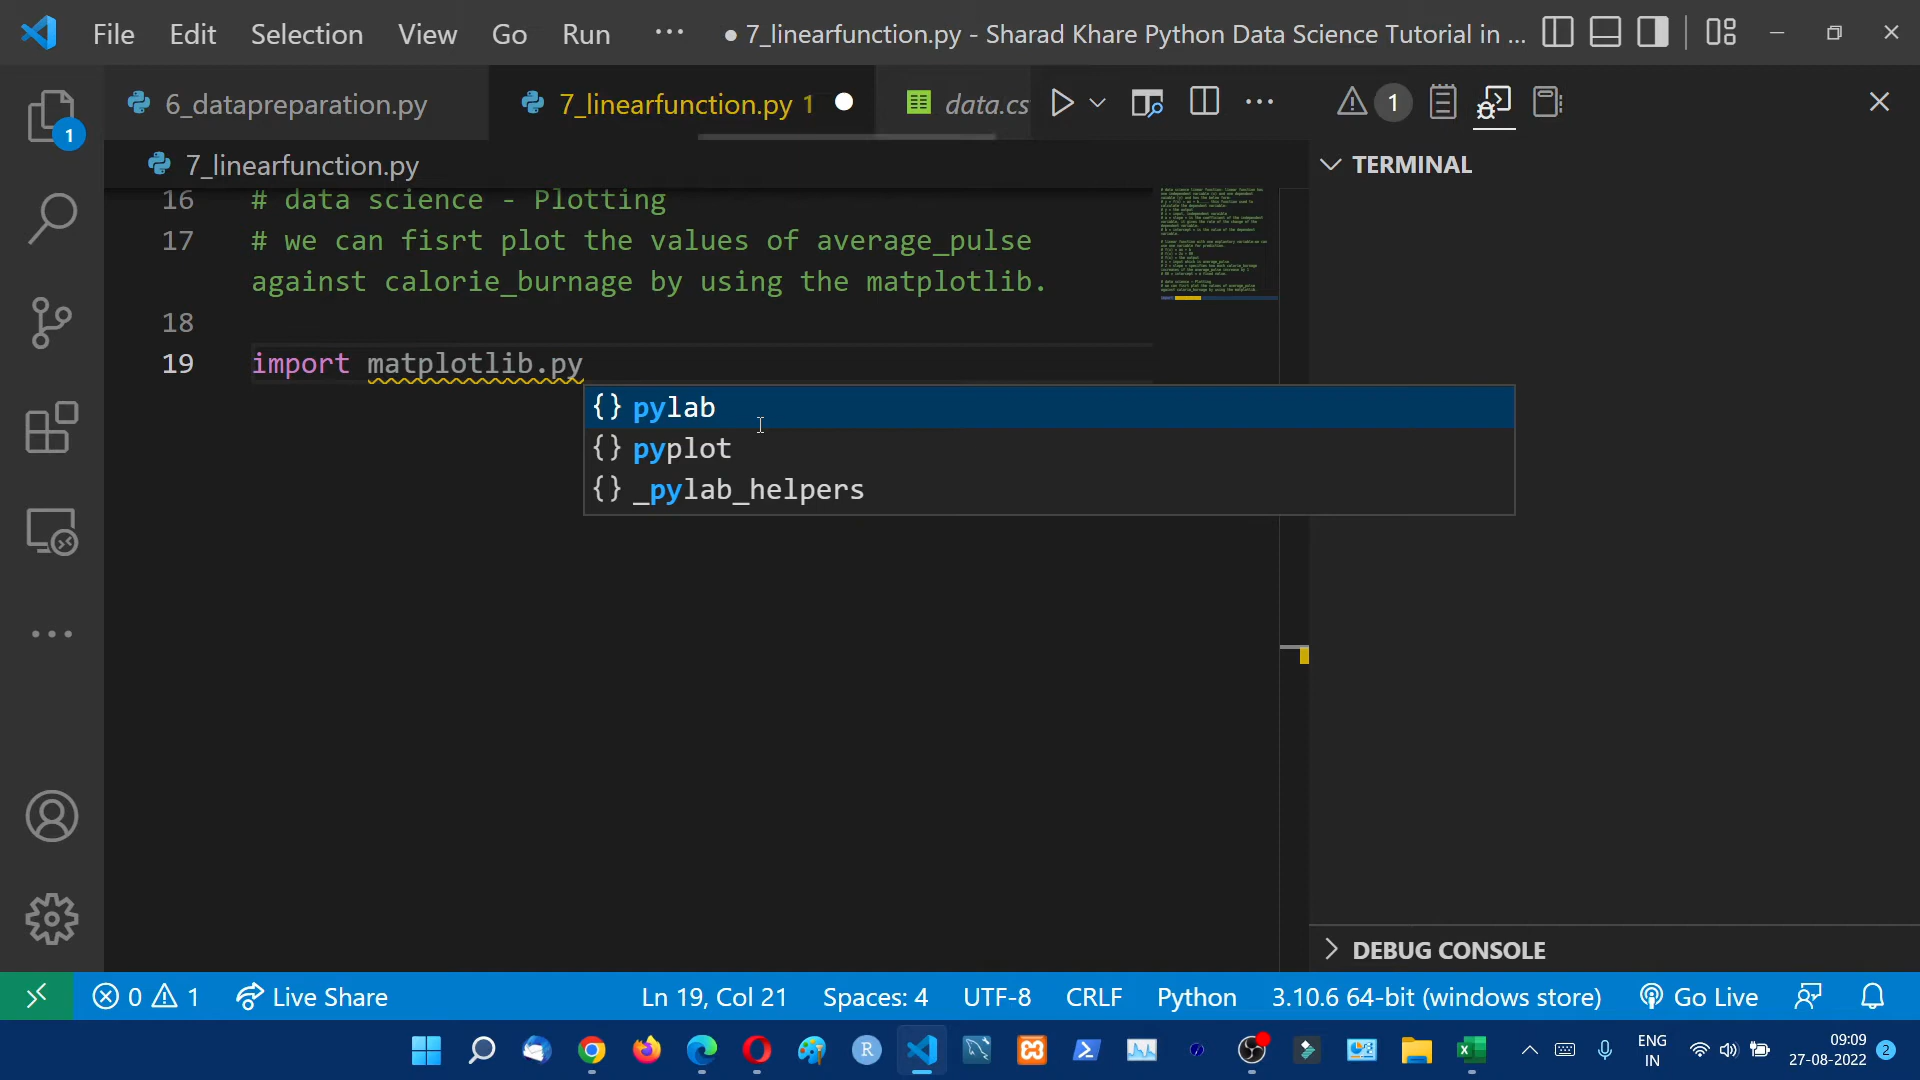 File Edit Selection View Go Run ··· ● 7_linearfunction.py - Sharad Khare Python Data Science Tutorial in ...
6_datapreparation.py 7_linearfunction.py 1 data.cs 1
1
7_linearfunction.py TERMINAL
16 # data science - Plotting
17 # we can fisrt plot the values of average_pulse
against calorie_burnage by using the matplotlib.
18
19 import matplotlib.py
{} pylab
{} pyplot
{} _pylab_helpers
DEBUG CONSOLE
0 1 Live Share Ln 19, Col 21 Spaces: 4 UTF-8 CRLF Python 3.10.6 64-bit (windows store) Go Live
R ENG 09:09
IN 27-08-2022 2